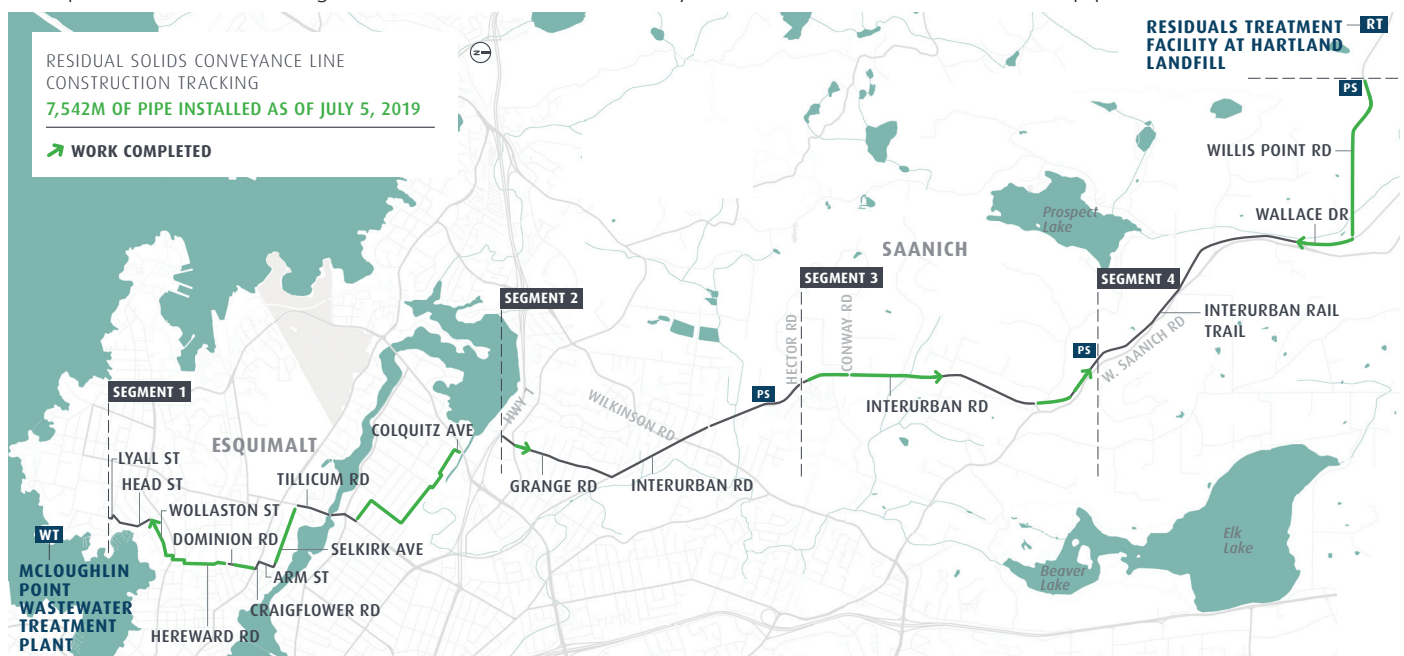 RESIDUAL SOLIDS CONVEYANCE LINE
CONSTRUCTION TRACKING
7,542M OF PIPE INSTALLED AS OF JULY 5, 2019
WORK COMPLETED
N
RESIDUALS TREATMENT
FACILITY AT HARTLAND
LANDFILL
RT
PS
WILLIS POINT RD
WALLACE DR
Prospect
Lake
SAANICH
SEGMENT 4
SEGMENT 3
SEGMENT 2
SEGMENT 1
INTERURBAN RAIL
TRAIL
W. SAANICH RD
PS
HECTOR RD
CONWAY RD
INTERURBAN RD
PS
WILKINSON RD
HWY 1
GRANGE RD
INTERURBAN RD
COLQUITZ AVE
ESQUIMALT
TILLICUM RD
LYALL ST
HEAD ST
WOLLASTON ST
DOMINION RD
SELKIRK AVE
ARM ST
CRAIGFLOWER RD
HEREWARD RD
WT
MCLOUGHLIN
POINT
WASTEWATER
TREATMENT
PLANT
Elk
Lake
Beaver
Lake